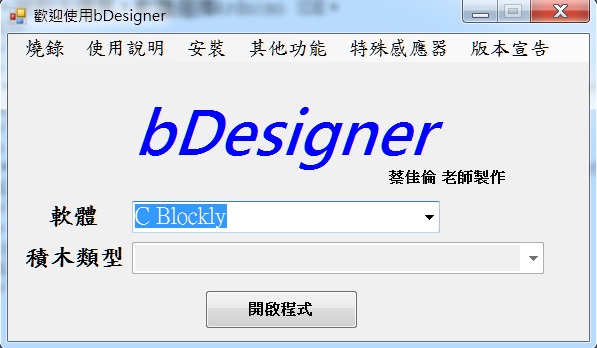 歡迎使用bDesigner
燒錄 使用說明 安裝 其他功能 特殊感應器 版本宣告
bDesigner
蔡佳倫 老師製作
軟體 C Blockly
積木類型
開啟程式